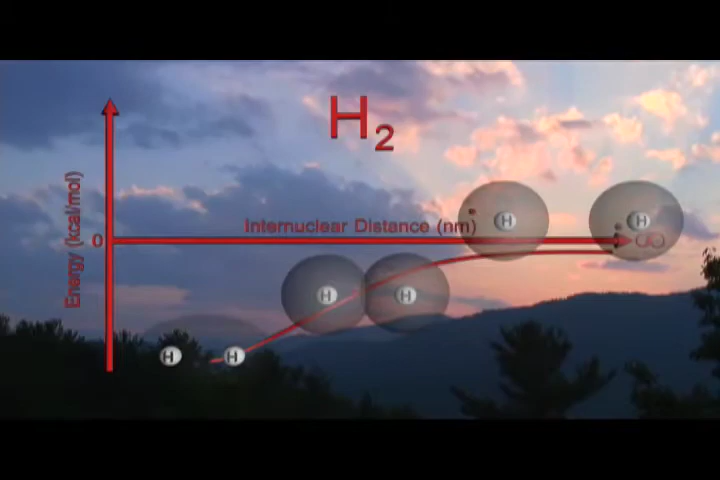 H2
Internuclear Distance (nm)
Energy (kcal/mol)
0
∞
H
H
H
H
H
H